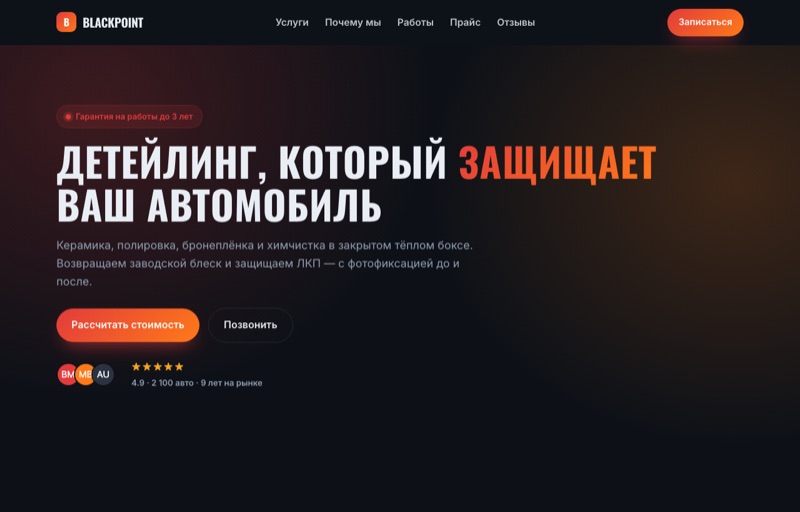 B BLACKPOINT
Услуги Почему мы Работы Прайс Отзывы
Записаться
Гарантия на работы до 3 лет
ДЕТЕЙЛИНГ, КОТОРЫЙ ЗАЩИЩАЕТ
ВАШ АВТОМОБИЛЬ
Керамика, полировка, бронеплёнка и химчистка в закрытом тёплом боксе.
Возвращаем заводской блеск и защищаем ЛКП — с фотофиксацией до и
после.
Рассчитать стоимость Позвонить
BM MB AU
4.9 · 2 100 авто · 9 лет на рынке